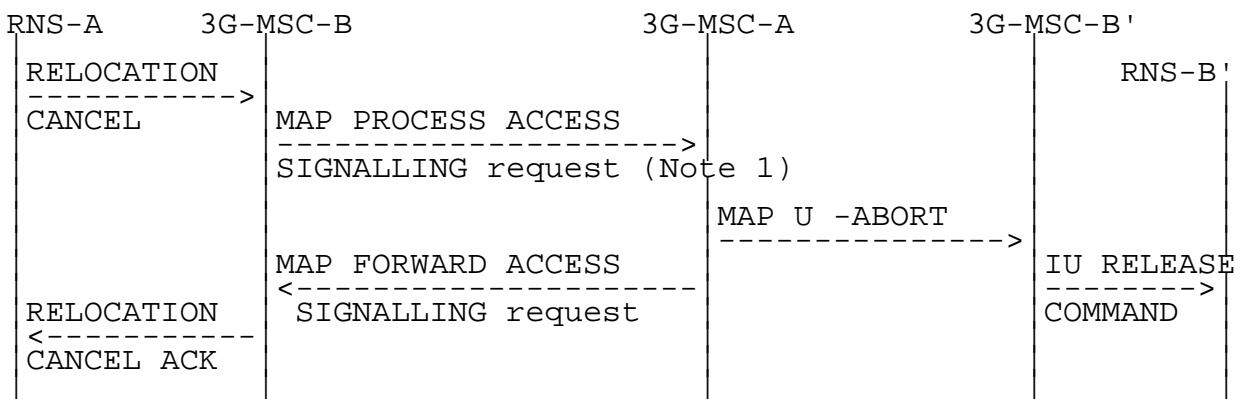 RNS-A 3G-MSC-B 3G-MSC-A 3G-MSC-B'
RELOCATION RNS-B'
CANCEL MAP PROCESS ACCESS
SIGNALLING request (Note 1)
MAP U -ABORT
MAP FORWARD ACCESS IU RELEASE
RELOCATION SIGNALLING request COMMAND
CANCEL ACK